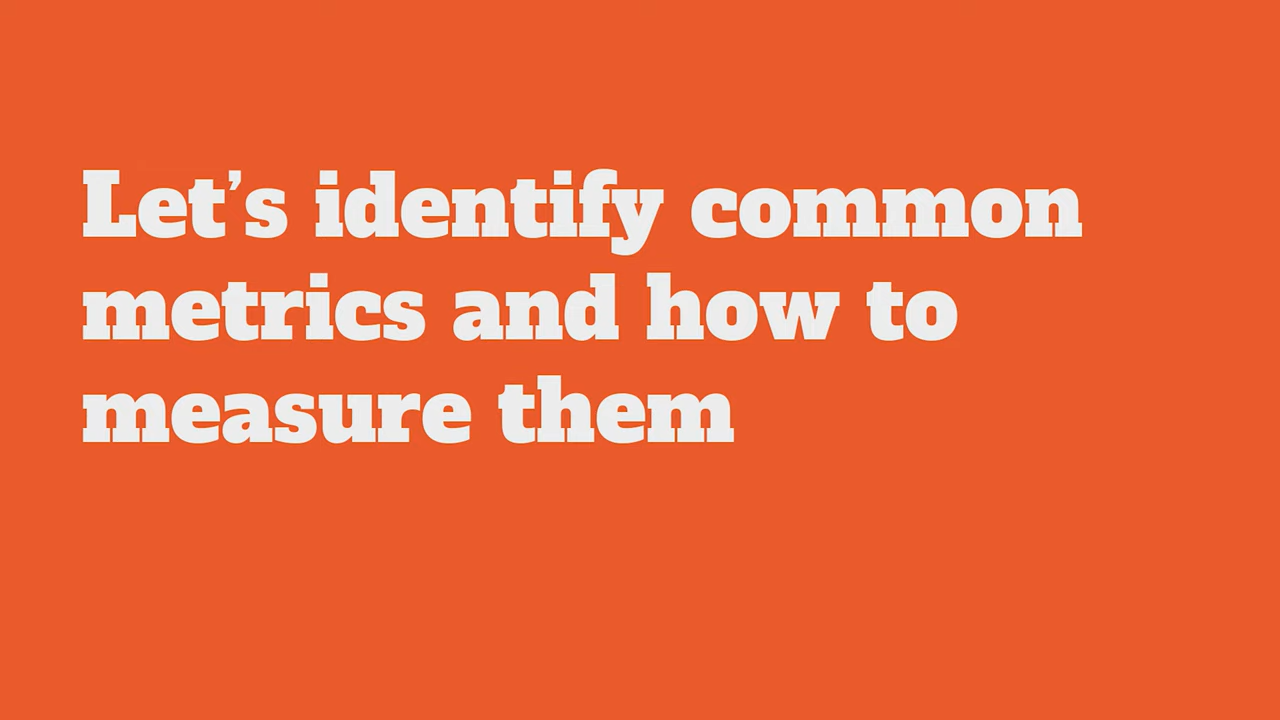 Let’s identify common
metrics and how to
measure them